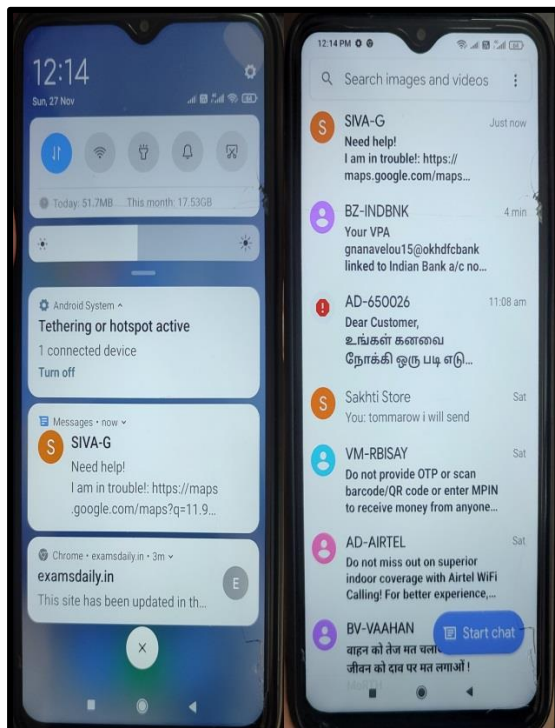 12:14
Sun, 27 Nov
Today: 51.7MB
This month: 17.53GB
Android System
Tethering or hotspot active
1 connected device
Turn off
Messages • now
S
SIVA-G
Need help!
I am in trouble!: https://maps
.google.com/maps?q=11.9...
Chrome • examsdaily.in • 3m
examsdaily.in
E
This site has been updated in th...
12:14 PM
Search images and videos
S
SIVA-G
Just now
Need help!
I am in trouble!: https://
maps.google.com/maps...
BZ-INDBNK
4 min
Your VPA
gnanavelou15@okhdfcbank
linked to Indian Bank a/c no...
AD-650026
11:08 am
Dear Customer,
உங்கள் கனவை
நோக்கி ஒரு படி எடு...
S
Sakhti Store
Sat
You: tommarow i will send
VM-RBISAY
Sat
Do not provide OTP or scan
barcode/QR code or enter MPIN
to receive money from anyone...
AD-AIRTEL
Sat
Do not miss out on superior
indoor coverage with Airtel WiFi
Calling! For better experience,...
BV-VAAHAN
Start chat
वाहन को तेज मत
जीवन को दाव पर मत लगाओं !
MoRTH